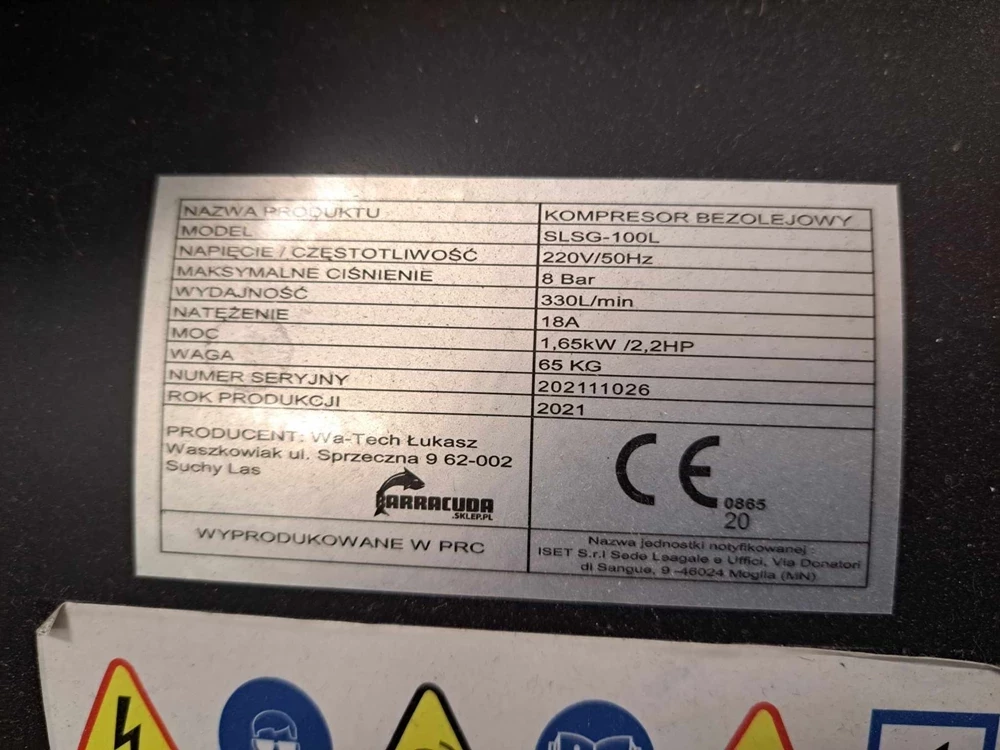 NAZWA PRODUKTU KOMPRESOR BEZOLEJOWY
MODEL SLSG-100L
NAPIĘCIE / CZĘSTOTLIWOŚĆ 220V/50Hz
MAKSYMALNE CIŚNIENIE 8 Bar
WYDAJNOŚĆ 330L/min
NATĘŻENIE 18A
MOC 1,65kW /2,2HP
WAGA 65 KG
NUMER SERYJNY 202111026
ROK PRODUKCJI 2021
PRODUCENT: Wa-Tech Łukasz
Waszkowiak ul. Sprzeczna 9 62-002
Suchy Las
BARRACUDA
.SKLEP.PL
CE 0865
20
WYPRODUKOWANE W PRC
Nazwa jednostki notyfikowanej :
ISET S.r.l Sede Leagale e Uffici, Via Donatori
di Sangue, 9 -46024 Moglia (MN)